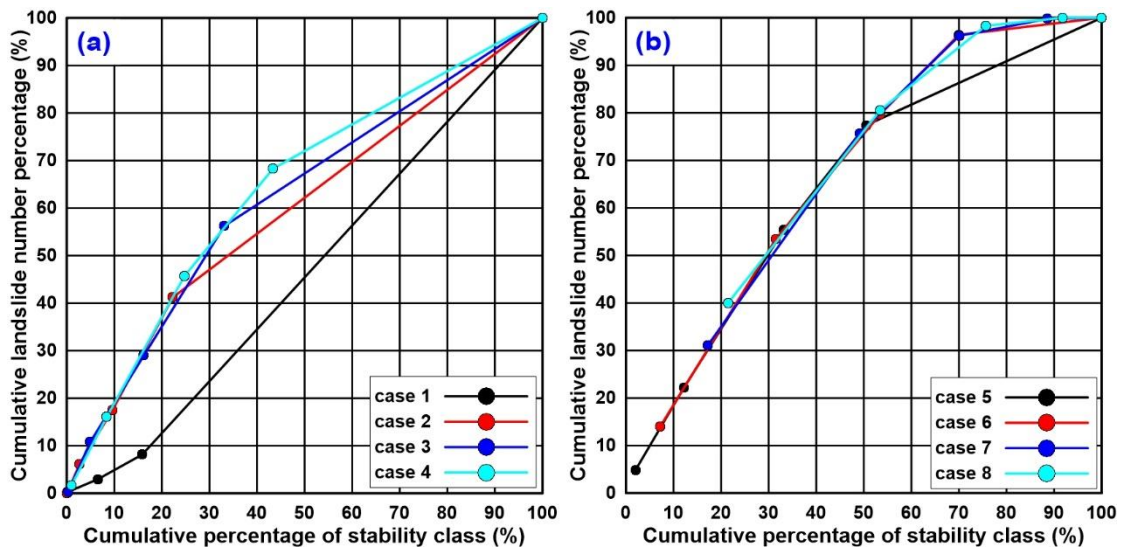 (a)
Cumulative landslide number percentage (%)
100
90
80
70
60
50
40
30
20
10
0
0 10 20 30 40 50 60 70 80 90 100
Cumulative percentage of stability class (%)
case 1
case 2
case 3
case 4
(b)
Cumulative landslide number percentage (%)
100
90
80
70
60
50
40
30
20
10
0
0 10 20 30 40 50 60 70 80 90 100
Cumulative percentage of stability class (%)
case 5
case 6
case 7
case 8